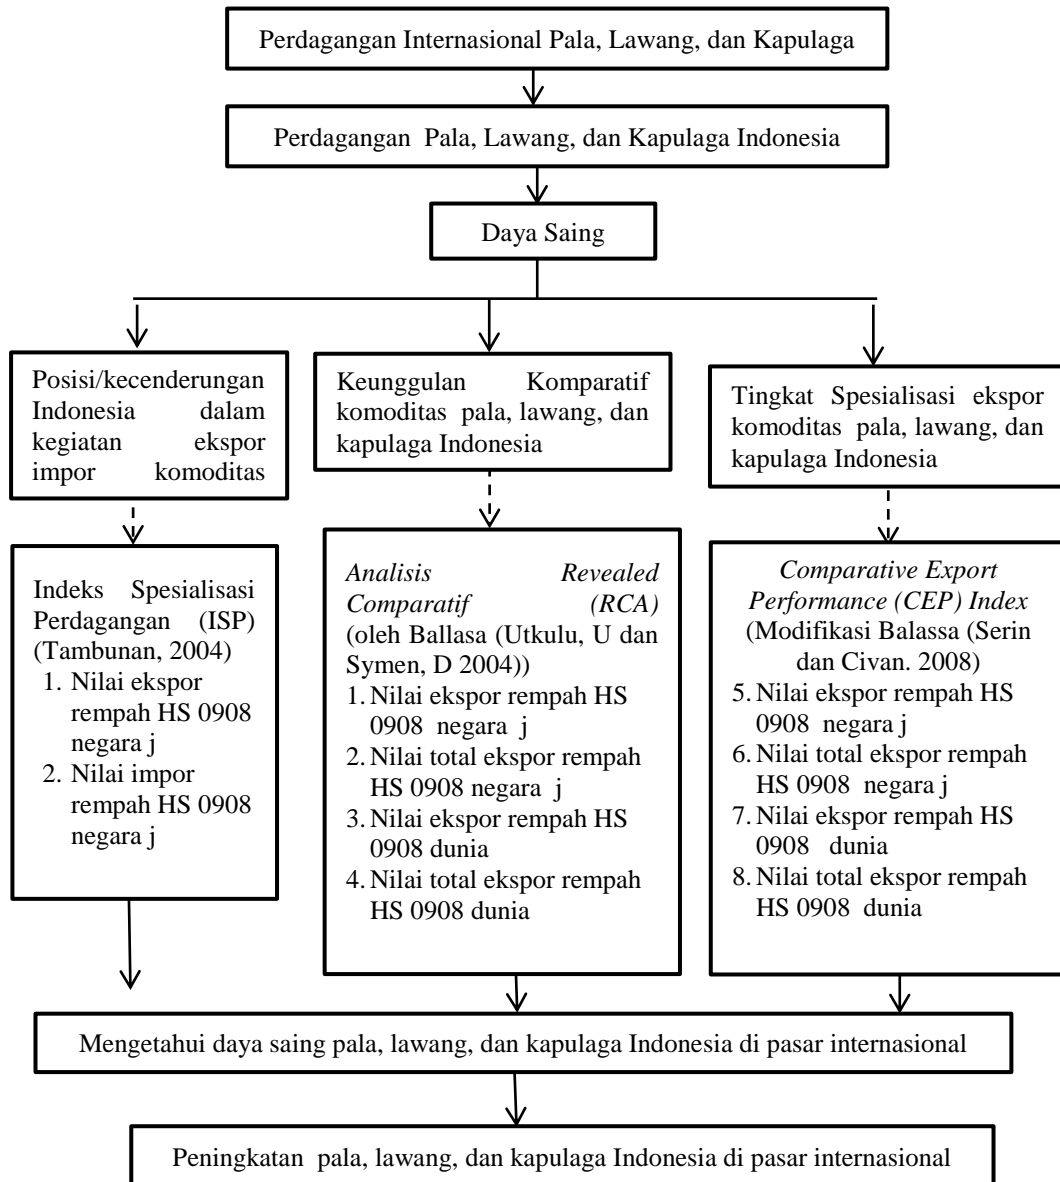 Perdagangan Internasional Pala, Lawang, dan Kapulaga
Perdagangan Pala, Lawang, dan Kapulaga Indonesia
Daya Saing
Posisi/kecenderungan
Indonesia dalam
kegiatan ekspor
impor komoditas
Keunggulan Komparatif
komoditas pala, lawang, dan
kapulaga Indonesia
Tingkat Spesialisasi ekspor
komoditas pala, lawang, dan
kapulaga Indonesia
Indeks Spesialisasi
Perdagangan (ISP)
(Tambunan, 2004)
1. Nilai ekspor
rempah HS 0908
negara j
2. Nilai impor
rempah HS 0908
negara j
Analisis Revealed
Comparatif (RCA)
(oleh Ballasa (Utkulu, U dan
Symen, D 2004))
1. Nilai ekspor rempah HS
0908 negara j
2. Nilai total ekspor rempah
HS 0908 negara j
3. Nilai ekspor rempah HS
0908 dunia
4. Nilai total ekspor rempah
HS 0908 dunia
Comparative Export
Performance (CEP) Index
(Modifikasi Balassa (Serin
dan Civan. 2008)
5. Nilai ekspor rempah HS
0908 negara j
6. Nilai total ekspor rempah
HS 0908 negara j
7. Nilai ekspor rempah HS
0908 dunia
8. Nilai total ekspor rempah
HS 0908 dunia
Mengetahui daya saing pala, lawang, dan kapulaga Indonesia di pasar internasional
Peningkatan pala, lawang, dan kapulaga Indonesia di pasar internasional